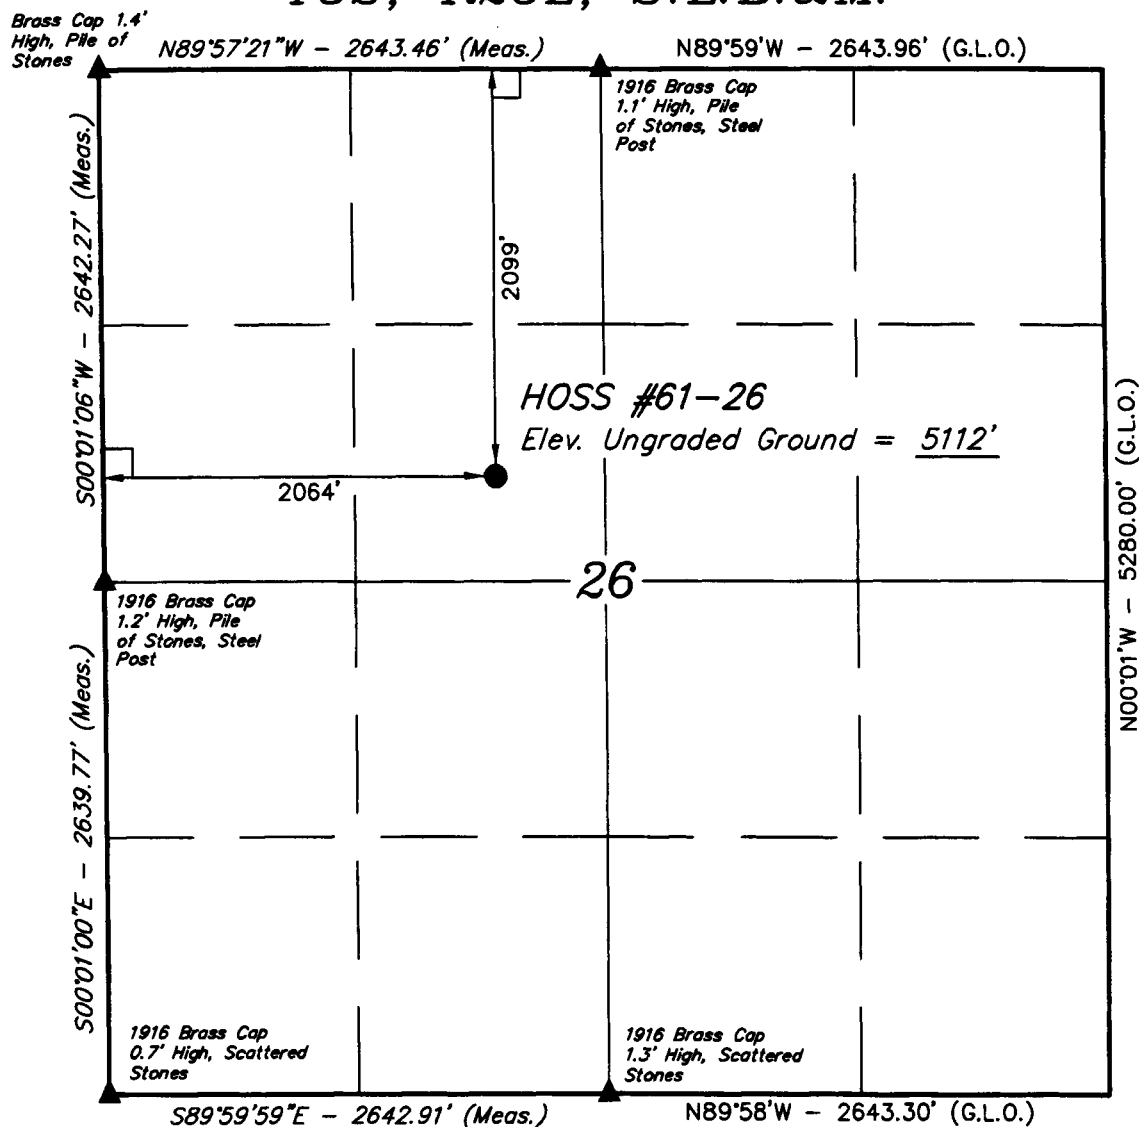 Brass Cap 1.4'
High, Pile of
Stones
N89°57'21"W - 2643.46' (Meas.)
N89°59'W - 2643.96' (G.L.O.)
1916 Brass Cap
1.1' High, Pile
of Stones, Steel
Post
S00°01'06"W - 2642.27' (Meas.)
2099'
HOSS #61-26
Elev. Ungraded Ground = 5112'
2064'
N00°01'W - 5280.00' (G.L.O.)
26
1916 Brass Cap
1.2' High, Pile
of Stones, Steel
Post
S00°01'00"E - 2639.77' (Meas.)
1916 Brass Cap
0.7' High, Scattered
Stones
1916 Brass Cap
1.3' High, Scattered
Stones
S89°59'59"E - 2642.91' (Meas.)
N89°58'W - 2643.30' (G.L.O.)